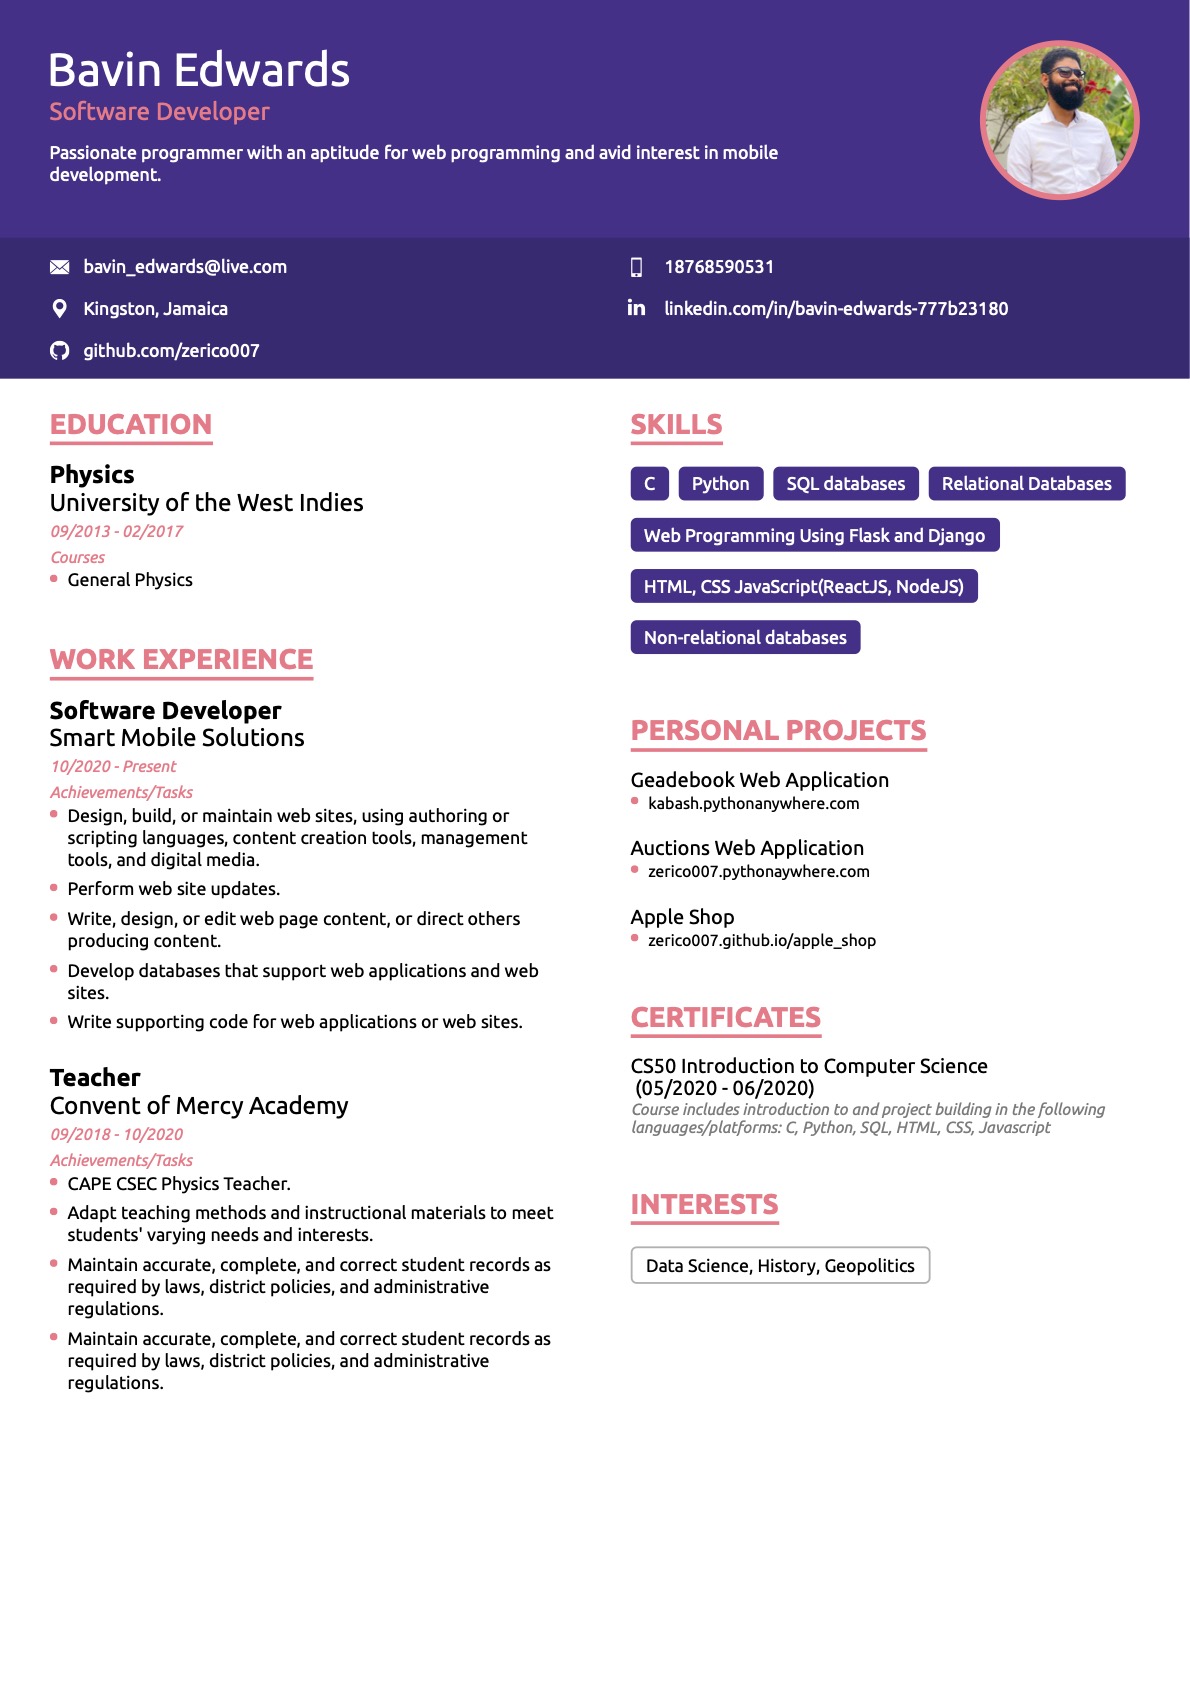 Bavin Edwards
Software Developer
Passionate programmer with an aptitude for web programming and avid interest in mobile
development.
bavin_edwards@live.com
18768590531
Kingston, Jamaica
linkedin.com/in/bavin-edwards-777b23180
github.com/zerico007
EDUCATION
Physics
University of the West Indies
09/2013 - 02/2017
Courses
General Physics
WORK EXPERIENCE
Software Developer
Smart Mobile Solutions
10/2020 - Present
Achievements/Tasks
Design, build, or maintain web sites, using authoring or
scripting languages, content creation tools, management
tools, and digital media.
Perform web site updates.
Write, design, or edit web page content, or direct others
producing content.
Develop databases that support web applications and web
sites.
Write supporting code for web applications or web sites.
Teacher
Convent of Mercy Academy
09/2018 - 10/2020
Achievements/Tasks
CAPE CSEC Physics Teacher.
Adapt teaching methods and instructional materials to meet
students' varying needs and interests.
Maintain accurate, complete, and correct student records as
required by laws, district policies, and administrative
regulations.
Maintain accurate, complete, and correct student records as
required by laws, district policies, and administrative
regulations.
SKILLS
C Python SQL databases Relational Databases
Web Programming Using Flask and Django
HTML, CSS JavaScript(ReactJS, NodeJS)
Non-relational databases
PERSONAL PROJECTS
Geadebook Web Application
kabash.pythonanywhere.com
Auctions Web Application
zerico007.pythonaywhere.com
Apple Shop
zerico007.github.io/apple_shop
CERTIFICATES
CS50 Introduction to Computer Science
(05/2020 - 06/2020)
Course includes introduction to and project building in the following
languages/platforms: C, Python, SQL, HTML, CSS, Javascript
INTERESTS
Data Science, History, Geopolitics